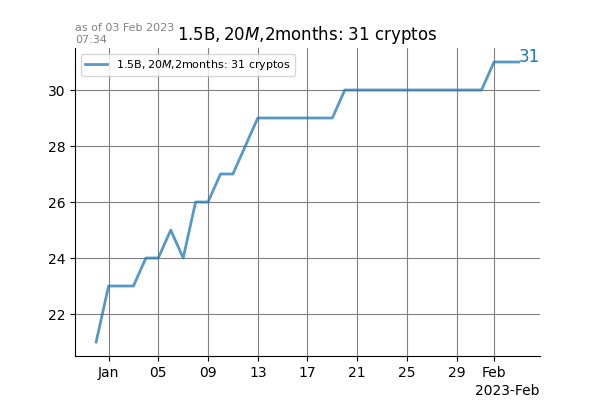 as of 03 Feb 2023
07:34
1.5B, 20M,2months: 31 cryptos
1.5B, 20M,2months: 31 cryptos
31
30
28
26
24
22
Jan 05 09 13 17 21 25 29 Feb
2023-Feb